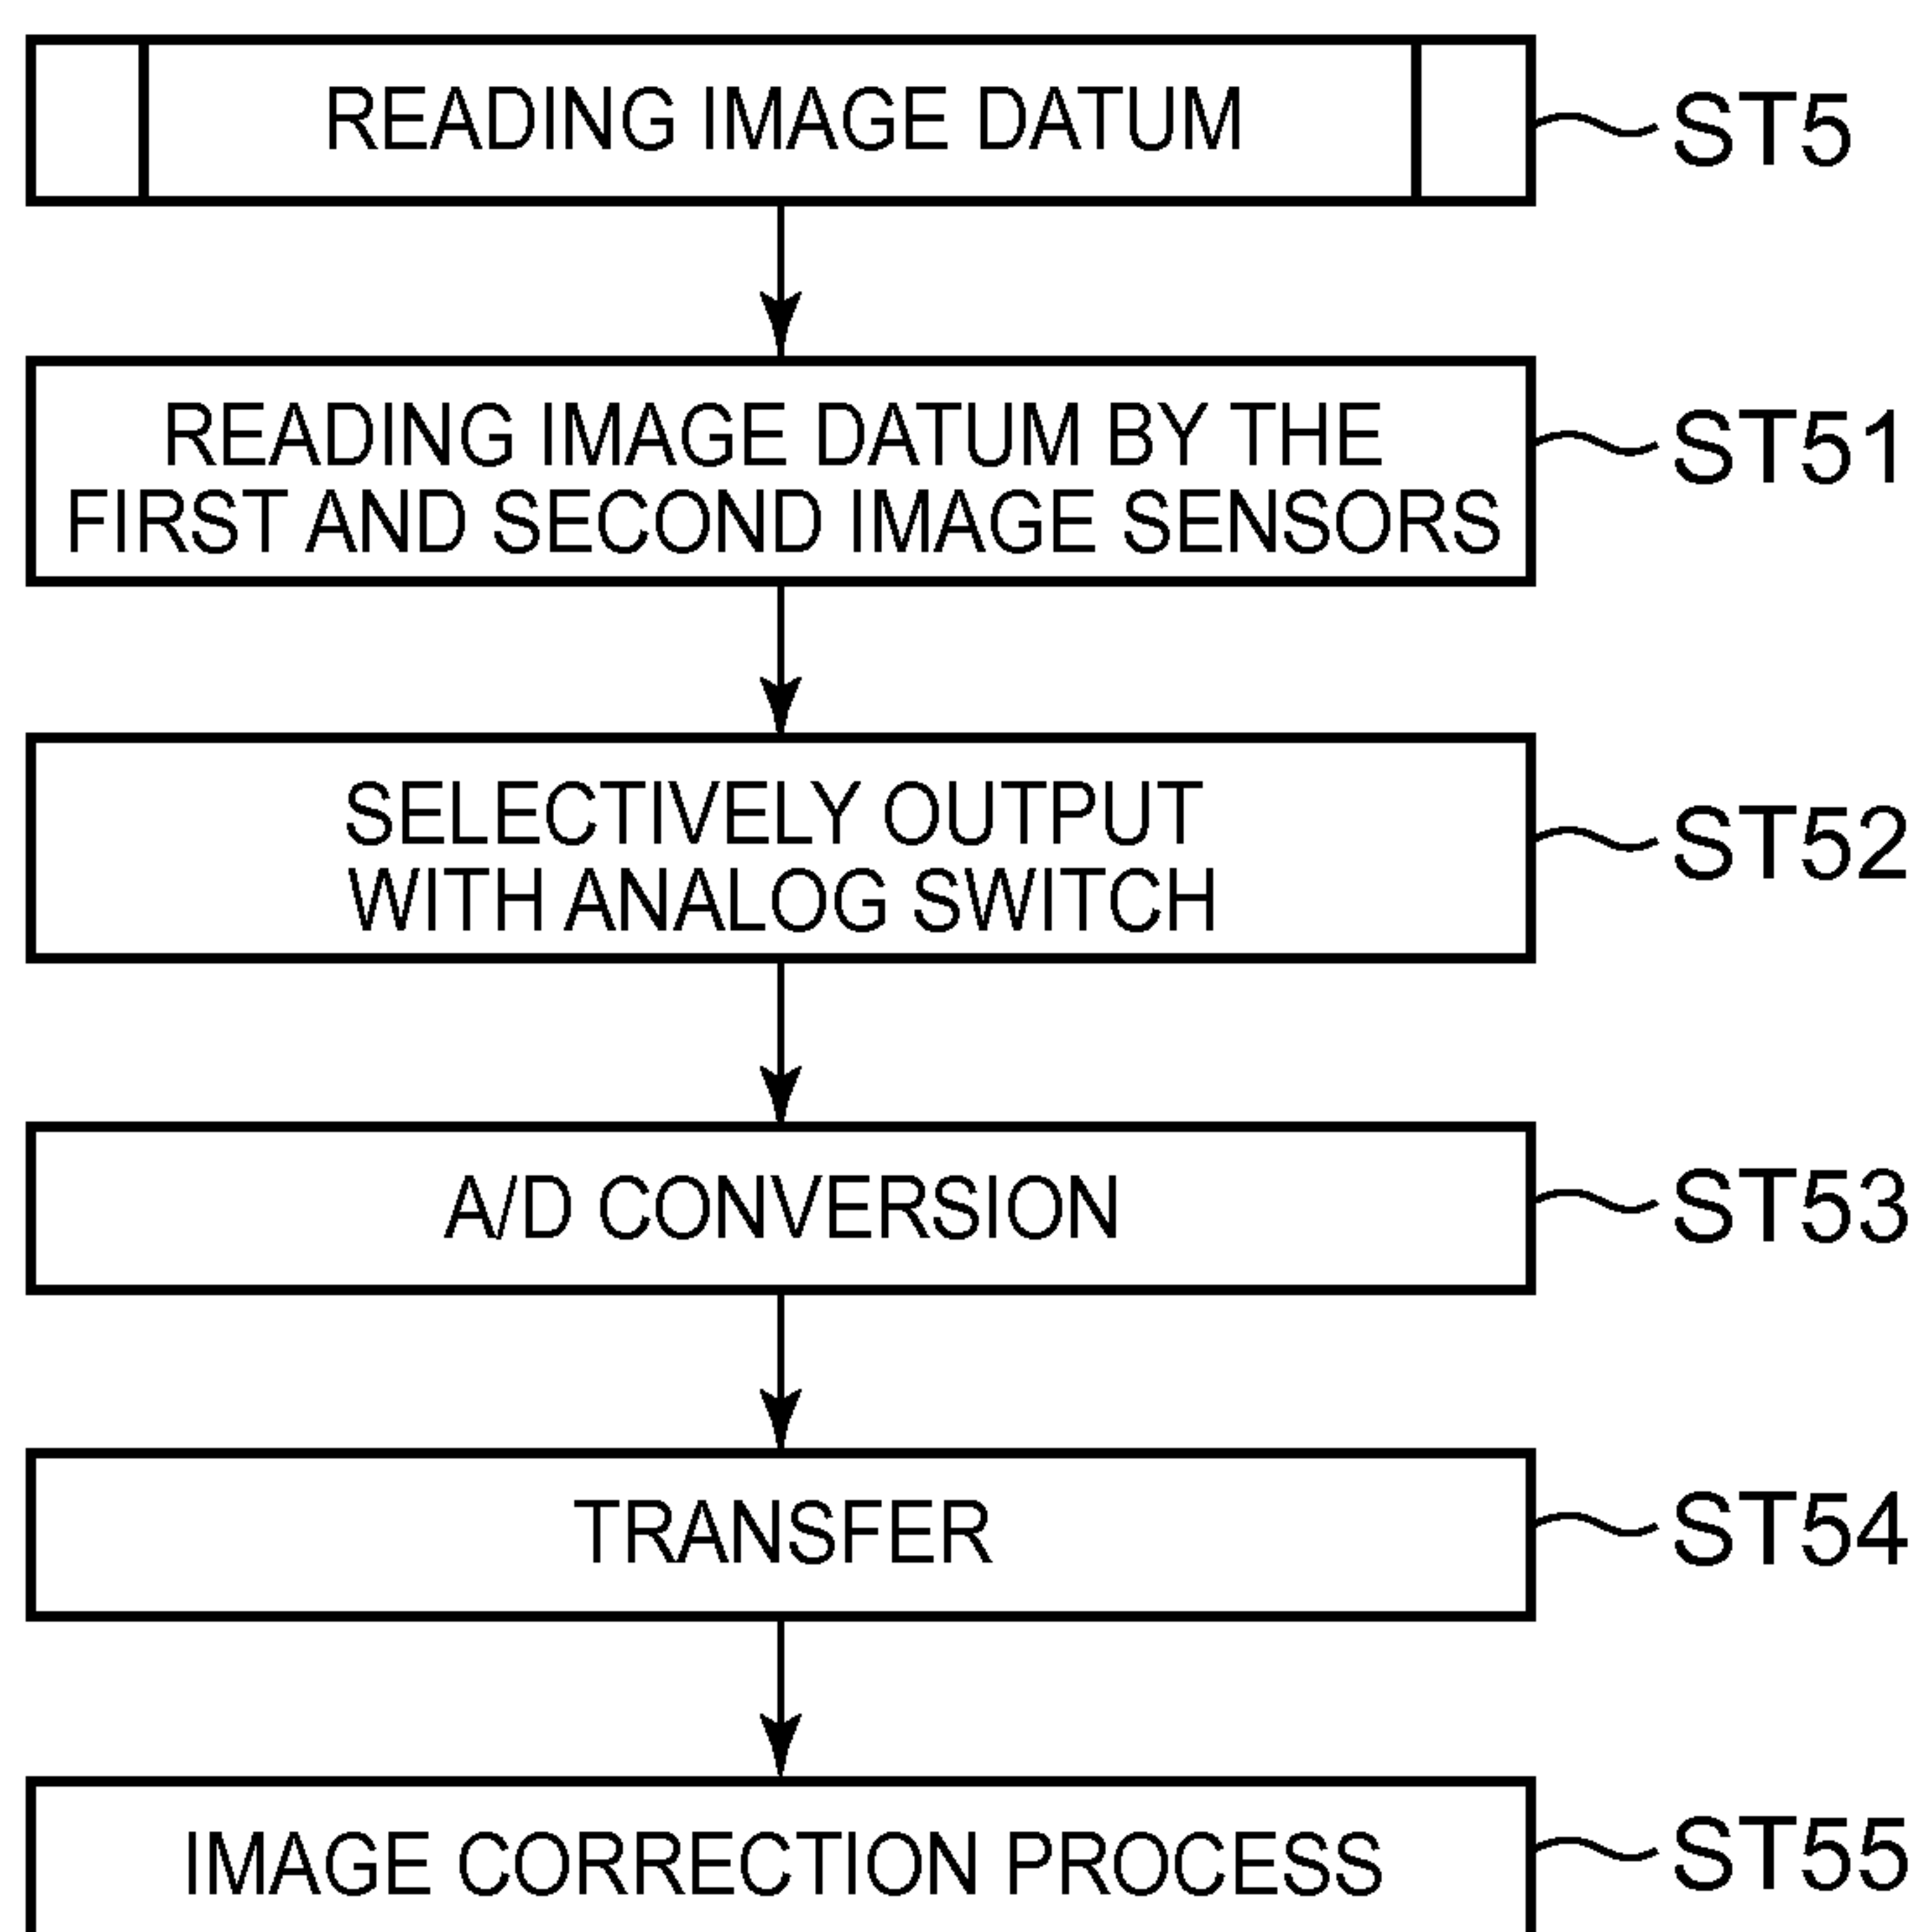 READING IMAGE DATUM
ST5
READING IMAGE DATUM BY THE
FIRST AND SECOND IMAGE SENSORS
ST51
SELECTIVELY OUTPUT
WITH ANALOG SWITCH
ST52
A/D CONVERSION
ST53
TRANSFER
ST54
IMAGE CORRECTION PROCESS
ST55